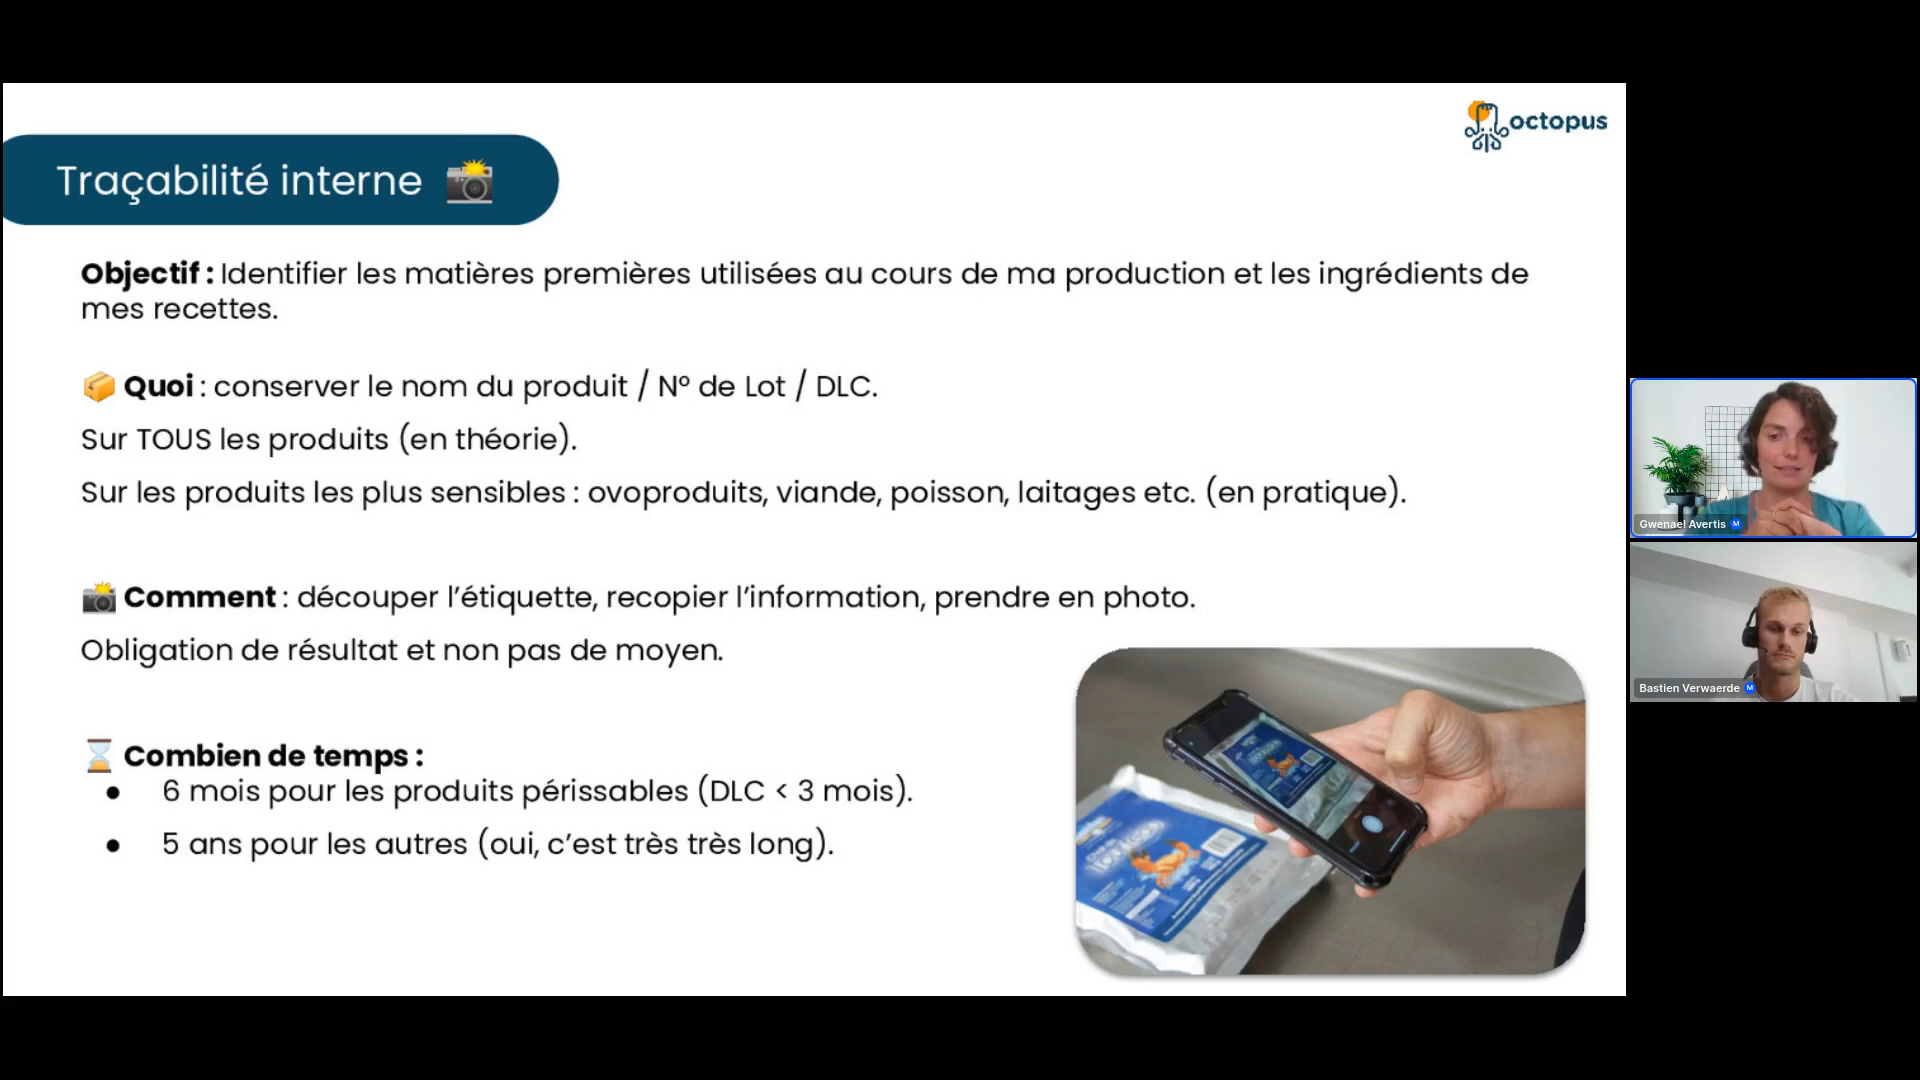 octopus
Traçabilité interne 📸
Objectif : Identifier les matières premières utilisées au cours de ma production et les ingrédients de
mes recettes.
📦 Quoi : conserver le nom du produit / N° de Lot / DLC.
Sur TOUS les produits (en théorie).
Sur les produits les plus sensibles : ovoproduits, viande, poisson, laitages etc. (en pratique).
📸 Comment : découper l’étiquette, recopier l’information, prendre en photo.
Obligation de résultat et non pas de moyen.
⏳ Combien de temps :
● 6 mois pour les produits périssables (DLC < 3 mois).
● 5 ans pour les autres (oui, c’est très très long).
Gwenael Avertis M
Bastien Verwaerde M